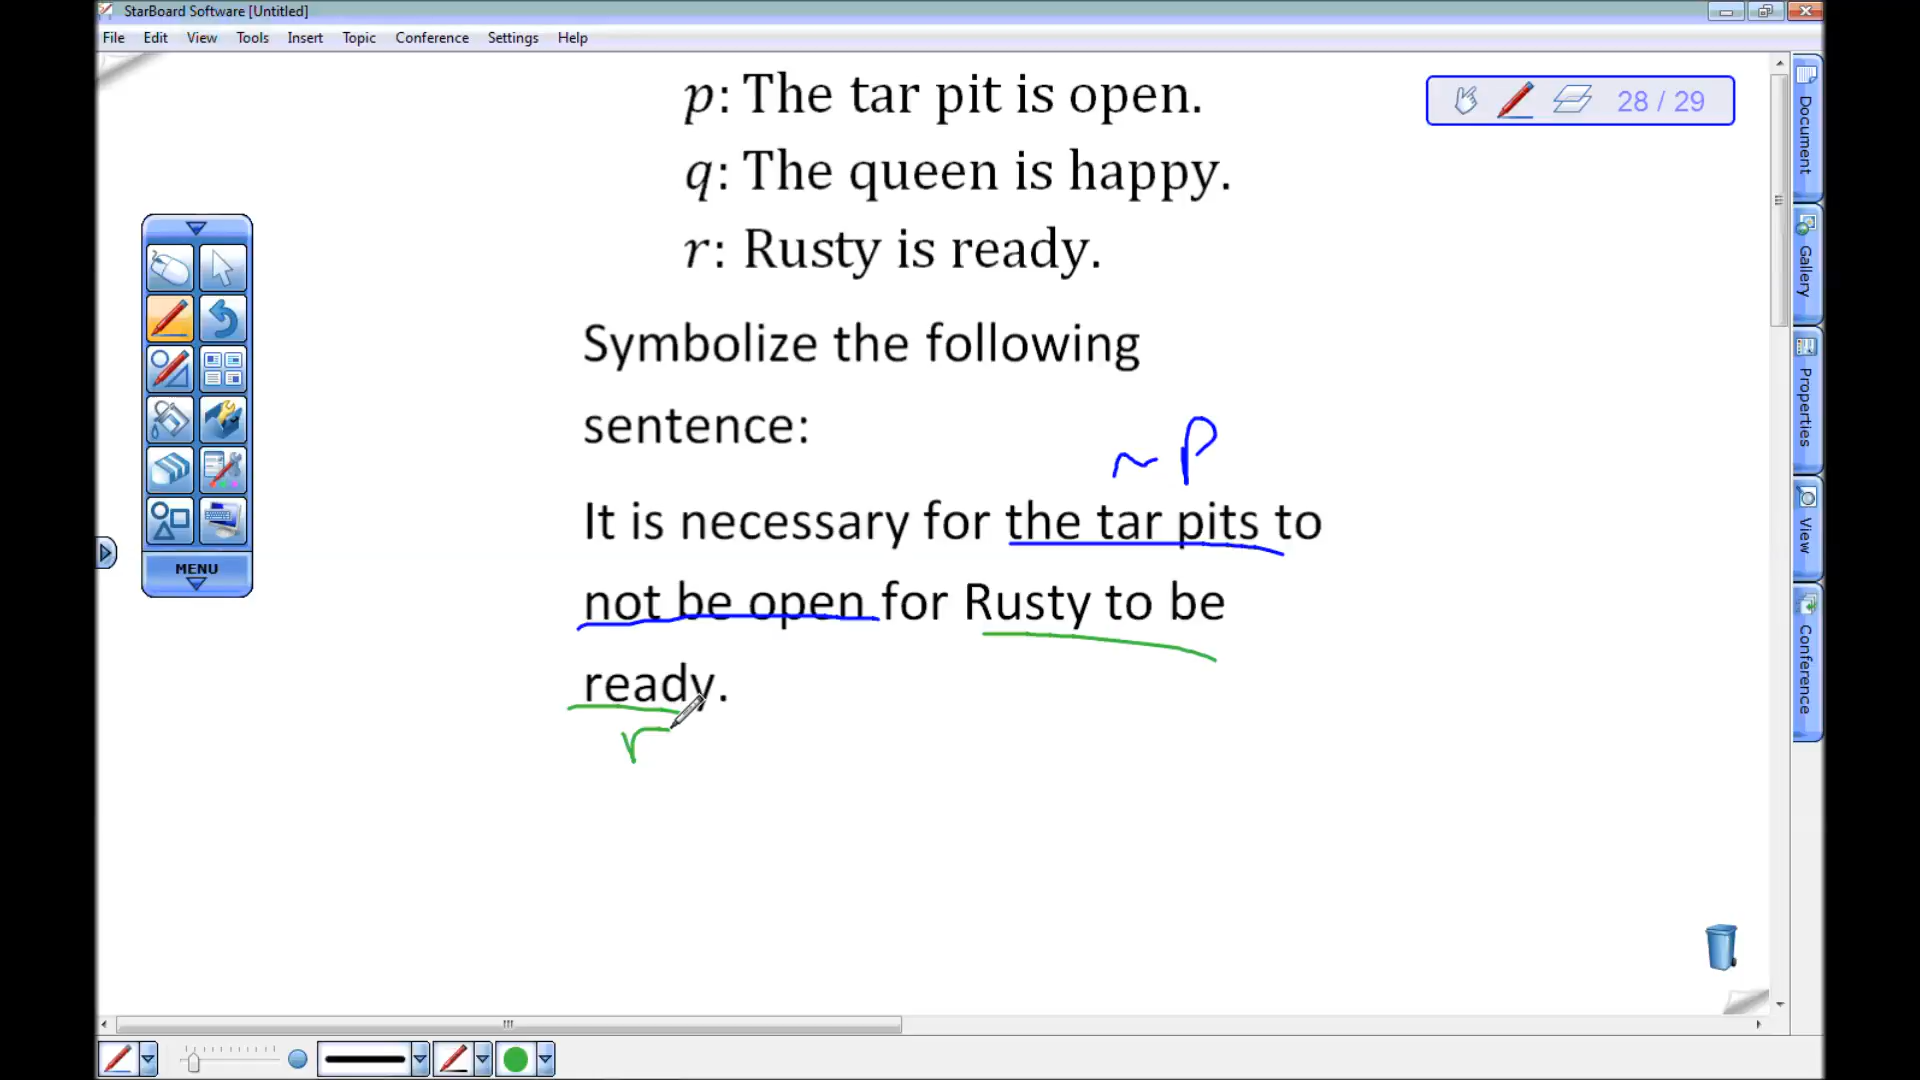 StarBoard Software [Untitled]
File Edit View Tools Insert Topic Conference Settings Help
p: The tar pit is open.
q: The queen is happy.
r: Rusty is ready.
28 / 29
Symbolize the following
sentence:
~P
It is necessary for the tar pits to
not be open for Rusty to be
ready.
r
MENU
Document
Gallery
Properties
View
Conference